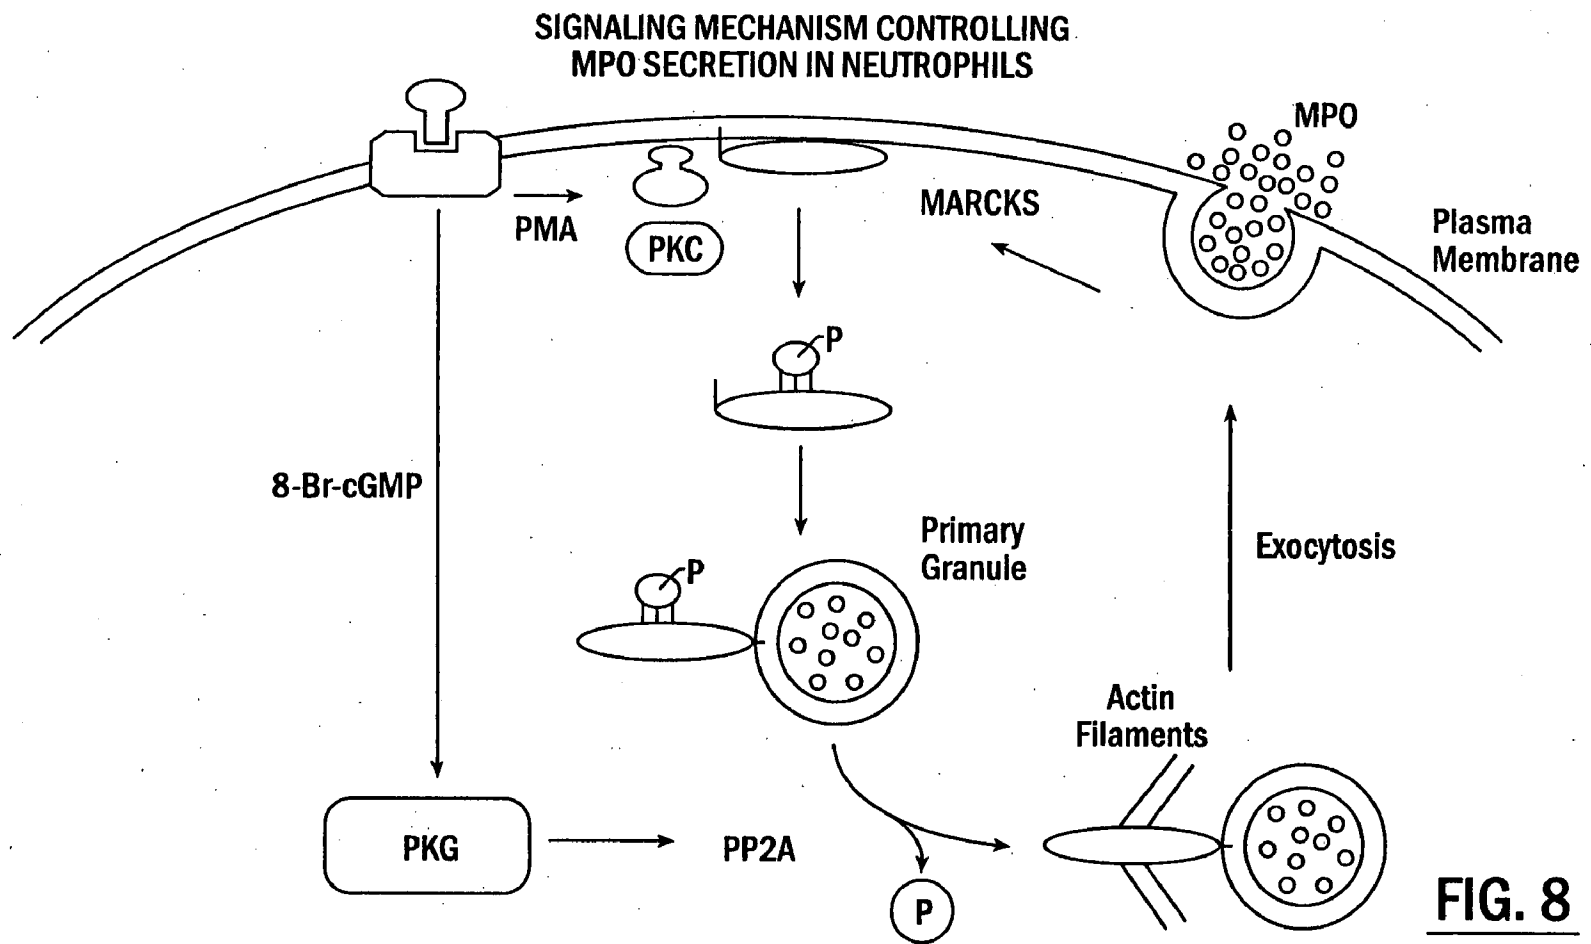 SIGNALING MECHANISM CONTROLLING
MPO SECRETION IN NEUTROPHILS
MPO
PMA
PKC
MARCKS
Plasma
Membrane
P
8-Br-cGMP
Primary
Granule
Exocytosis
P
Actin
Filaments
PKG
PP2A
P
FIG. 8